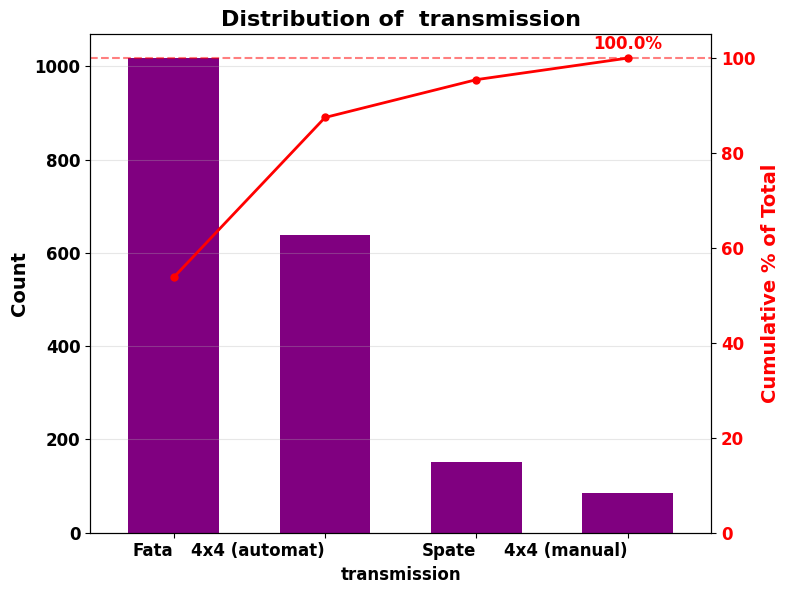 Distribution of  transmission
100.0%
1000
800
600
400
200
0
Count
100
80
60
40
20
0
Cumulative % of Total
Fata 4x4 (automat) Spate 4x4 (manual)
transmission